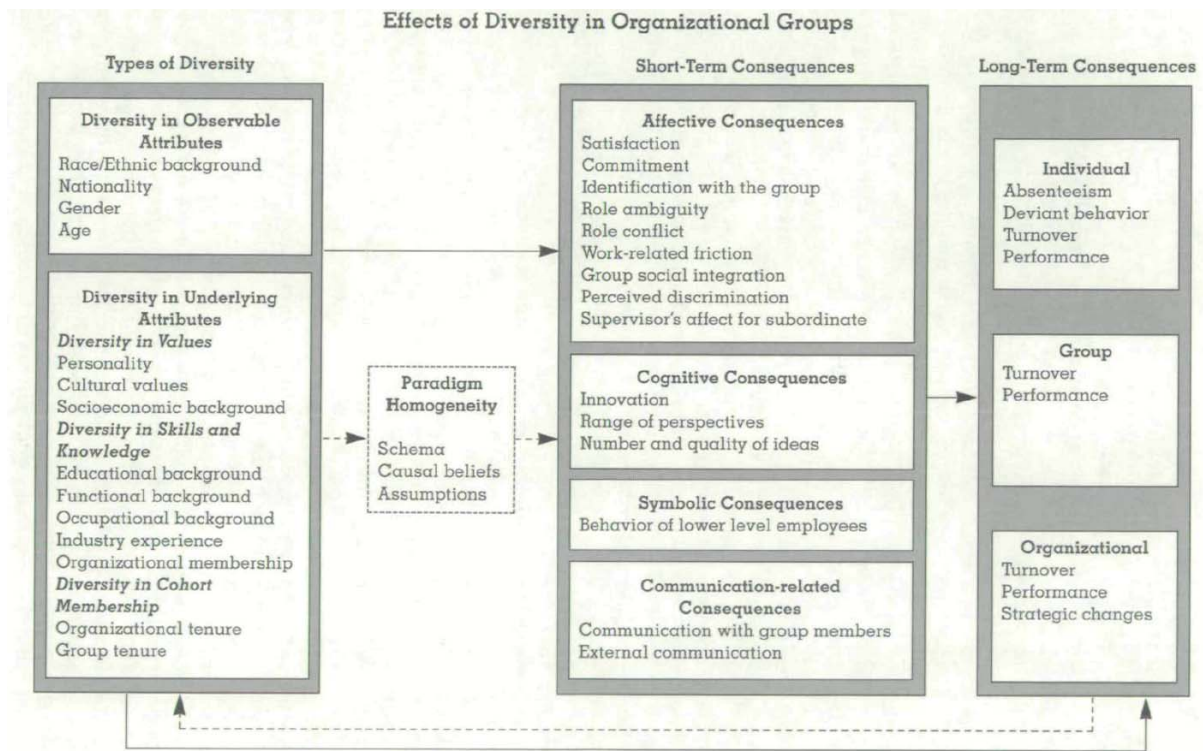 Effects of Diversity in Organizational Groups
Types of Diversity
Diversity in Observable
Attributes
Race/Ethnic background
Nationality
Gender
Age
Diversity in Underlying
Attributes
Diversity in Values
Personality
Cultural values
Socioeconomic background
Diversity in Skills and
Knowledge
Educational background
Functional background
Occupational background
Industry experience
Organizational membership
Diversity in Cohort
Membership
Organizational tenure
Group tenure
Paradigm
Homogeneity
Schema
Causal beliefs
Assumptions
Short-Term Consequences
Affective Consequences
Satisfaction
Commitment
Identification with the group
Role ambiguity
Role conflict
Work-related friction
Group social integration
Perceived discrimination
Supervisor's affect for subordinate
Cognitive Consequences
Innovation
Range of perspectives
Number and quality of ideas
Symbolic Consequences
Behavior of lower level employees
Communication-related
Consequences
Communication with group members
External communication
Long-Term Consequences
Individual
Absenteeism
Deviant behavior
Turnover
Performance
Group
Turnover
Performance
Organizational
Turnover
Performance
Strategic changes